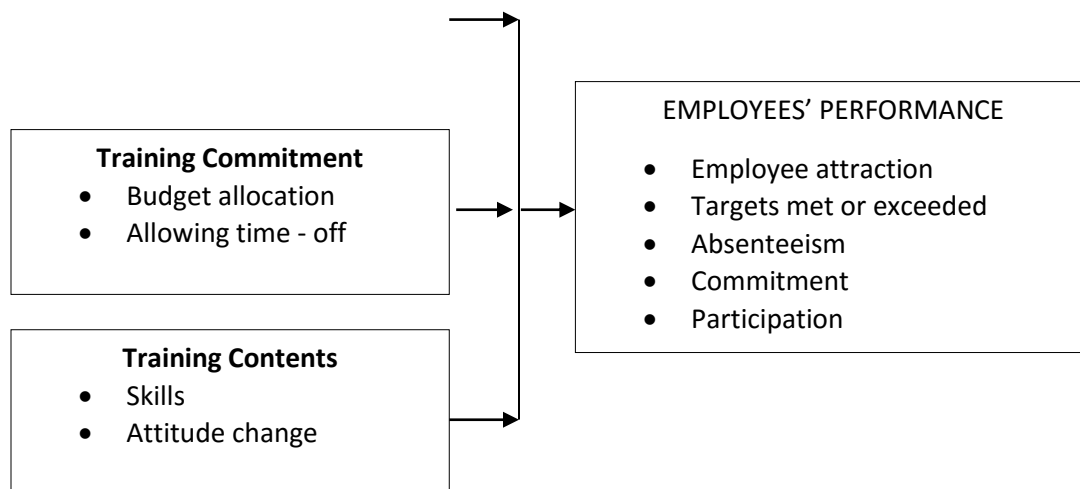 Training Commitment
• Budget allocation
• Allowing time - off
Training Contents
• Skills
• Attitude change
EMPLOYEES’ PERFORMANCE
• Employee attraction
• Targets met or exceeded
• Absenteeism
• Commitment
• Participation